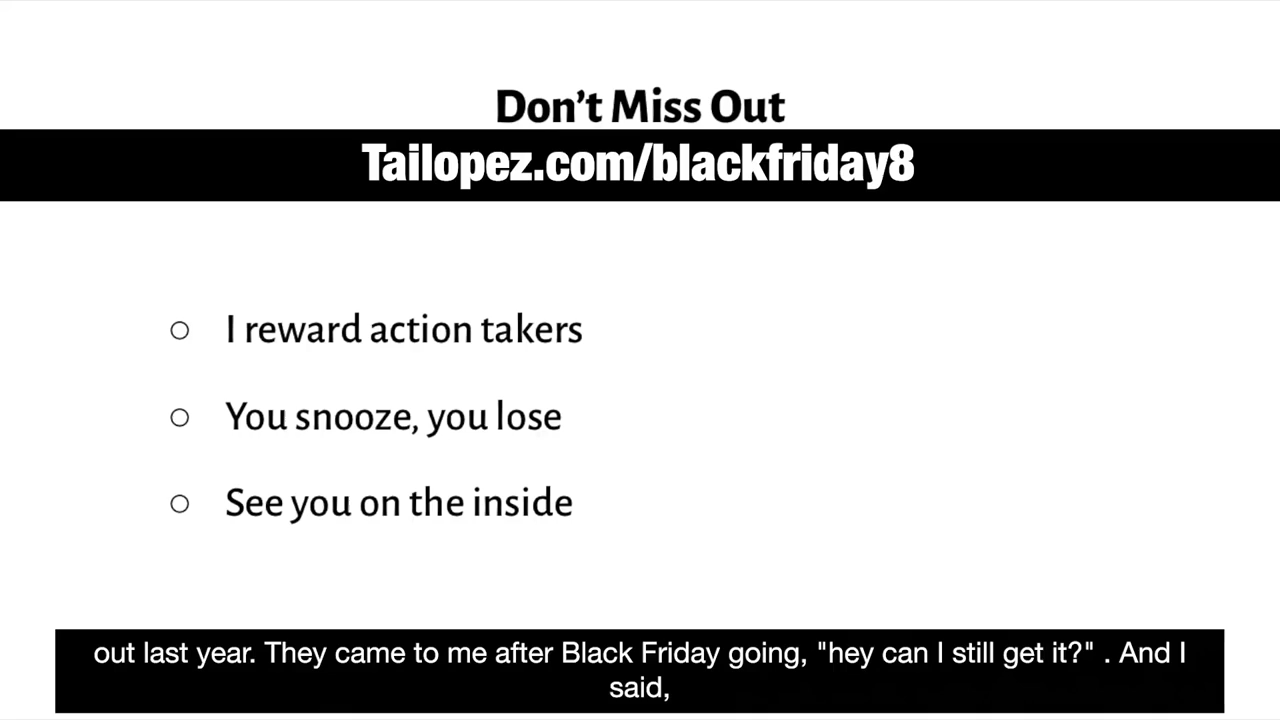 Don't Miss Out
Tailopez.com/blackfriday8
○ I reward action takers
○ You snooze, you lose
○ See you on the inside
out last year. They came to me after Black Friday going, "hey can I still get it?" . And I
said,